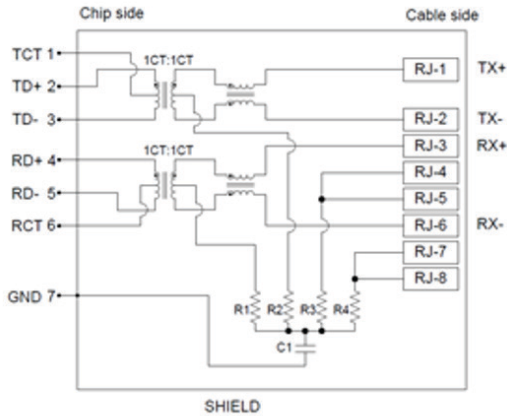 Chip side Cable side
TCT 1
TD+ 2
TD- 3
RD+ 4
RD- 5
RCT 6
GND 7
1CT:1CT
1CT:1CT
RJ-1 TX+
RJ-2 TX-
RJ-3 RX+
RJ-4
RJ-5
RJ-6 RX-
RJ-7
RJ-8
R1 R2 R3 R4
C1
SHIELD